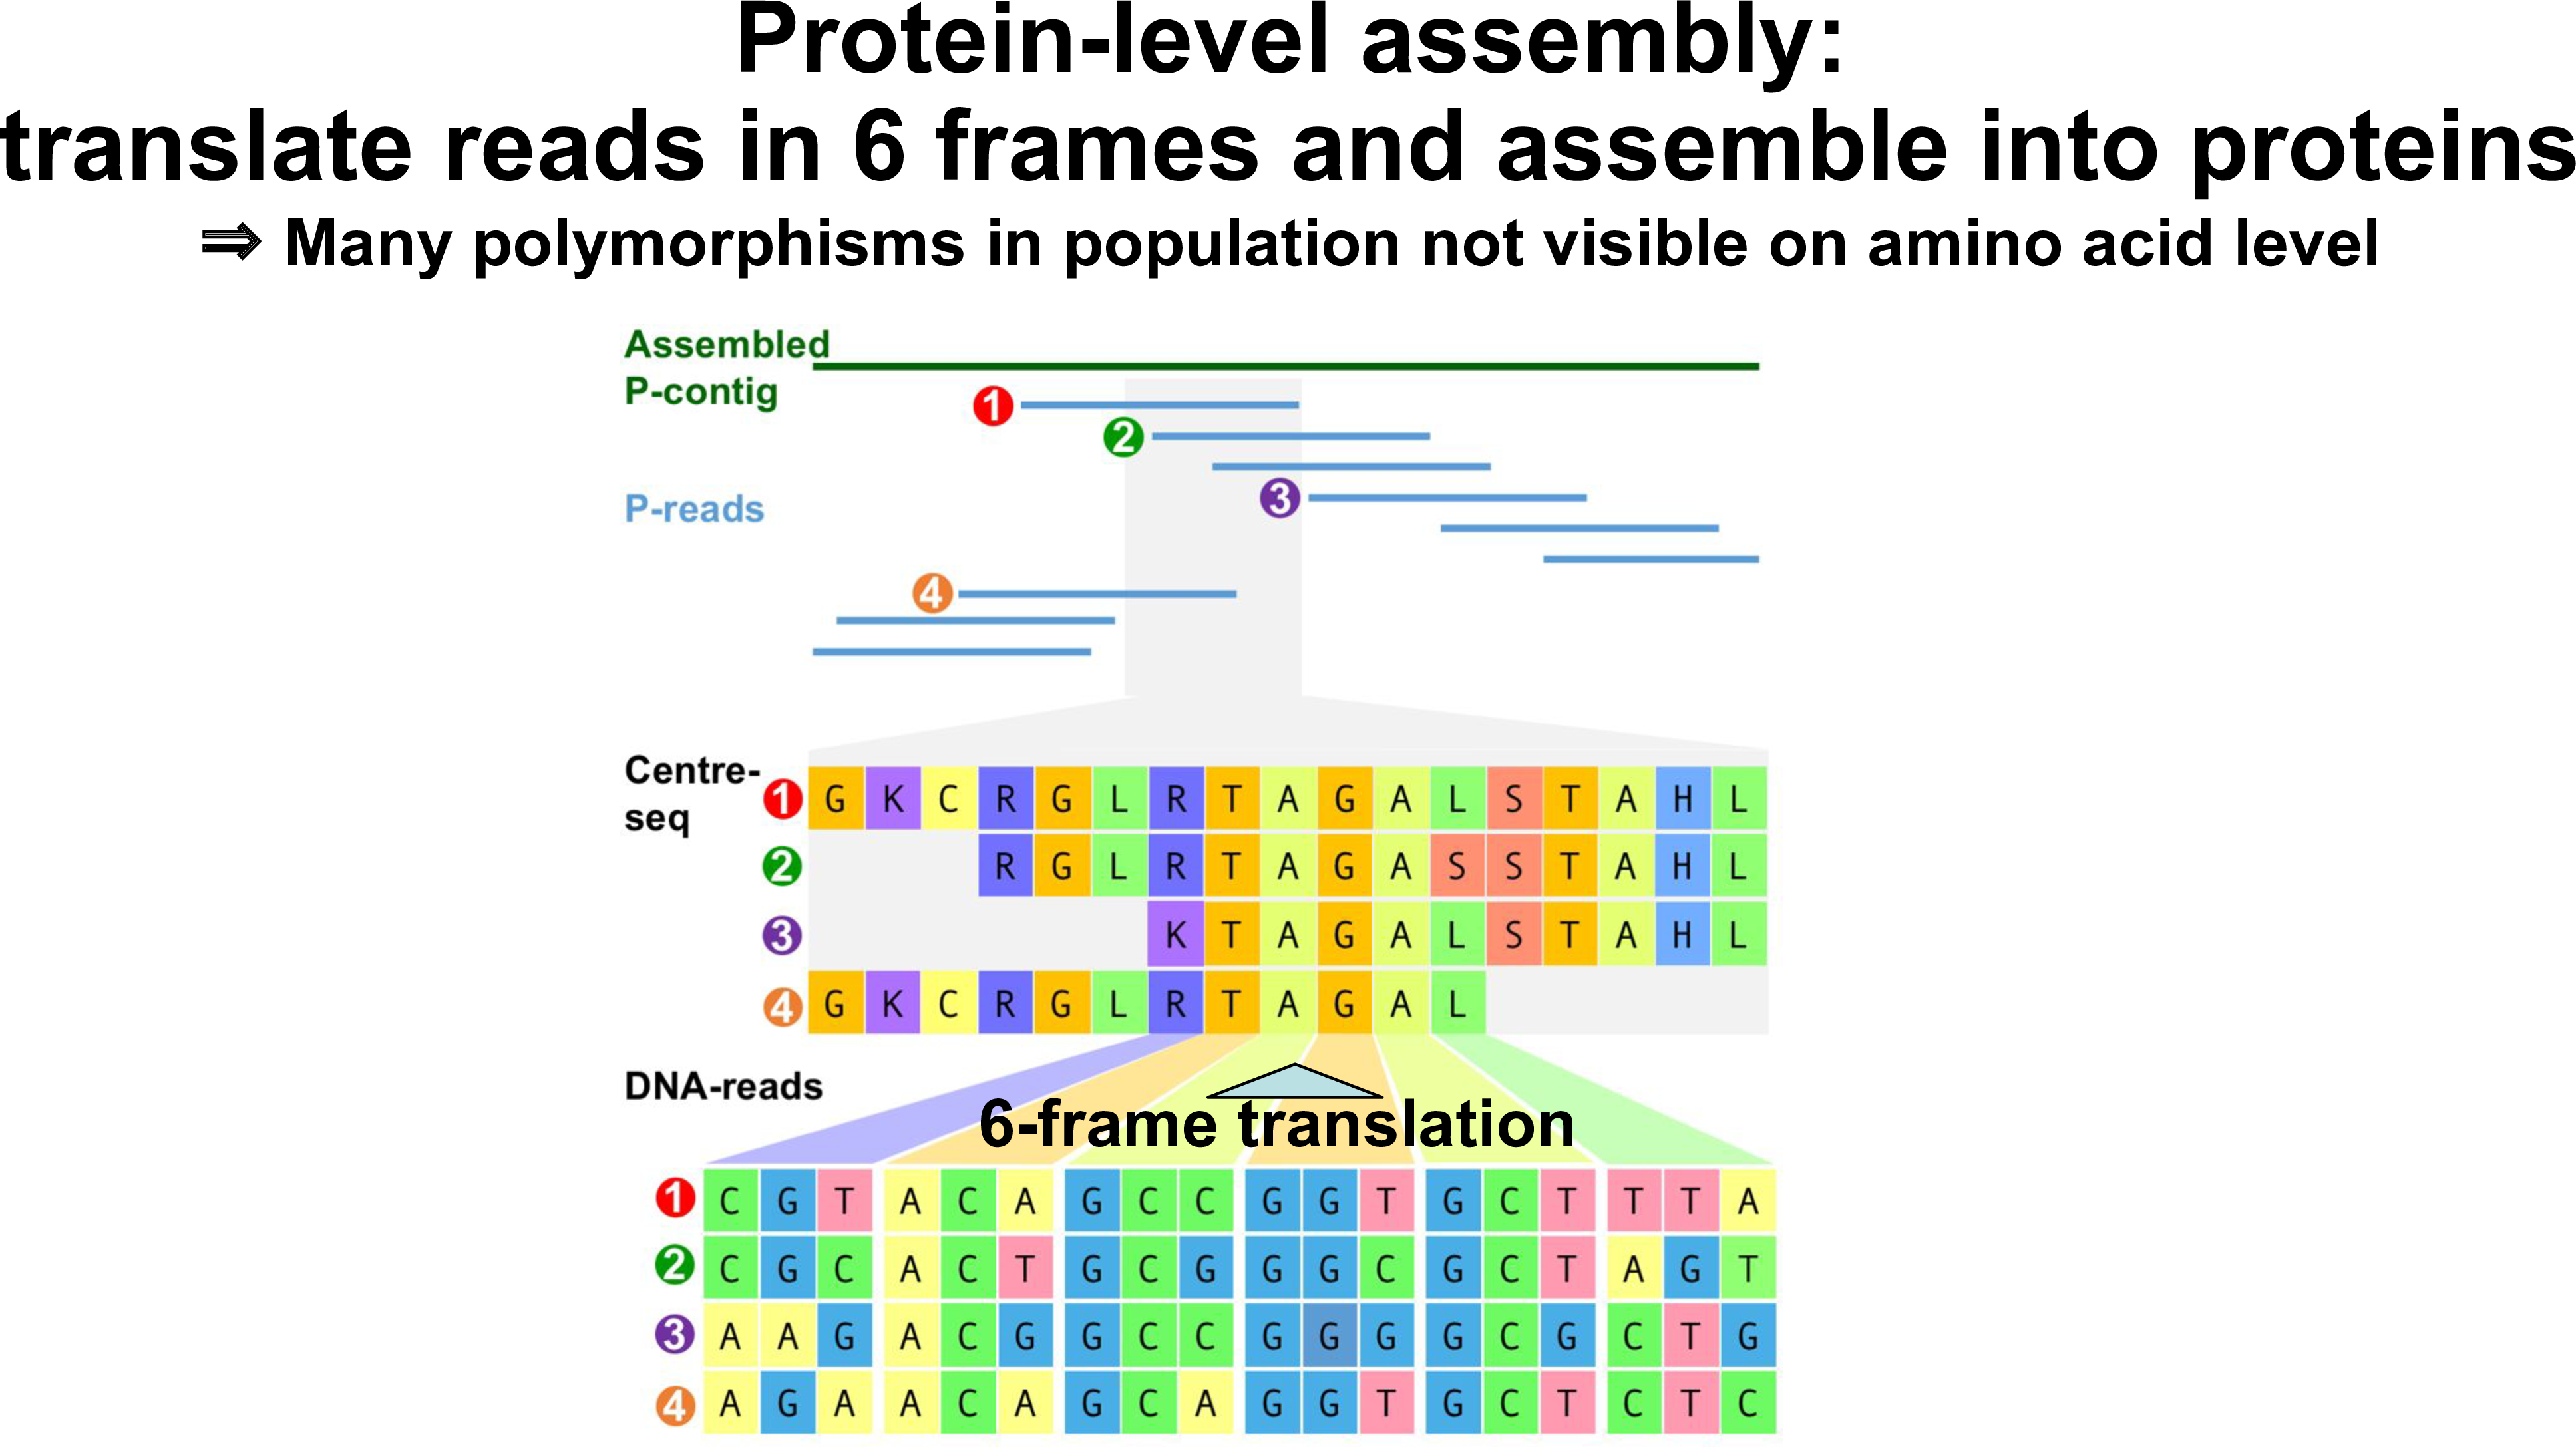 Protein-level assembly:
translate reads in 6 frames and assemble into proteins
⇒ Many polymorphisms in population not visible on amino acid level
Assembled
P-contig
1
2
3
P-reads
4
Centre-
seq
1 G K C R G L R T A G A L S T A H L
2 R G L R T A G A S S T A H L
3 K T A G A L S T A H L
4 G K C R G L R T A G A L
DNA-reads
6-frame translation
1 C G T A C A G C C G G T G C T T T A
2 C G C A C T G C G G G C G C T A G T
3 A A G A C G G C C G G G G C G C T G
4 A G A A C A G C A G G T G C T C T C